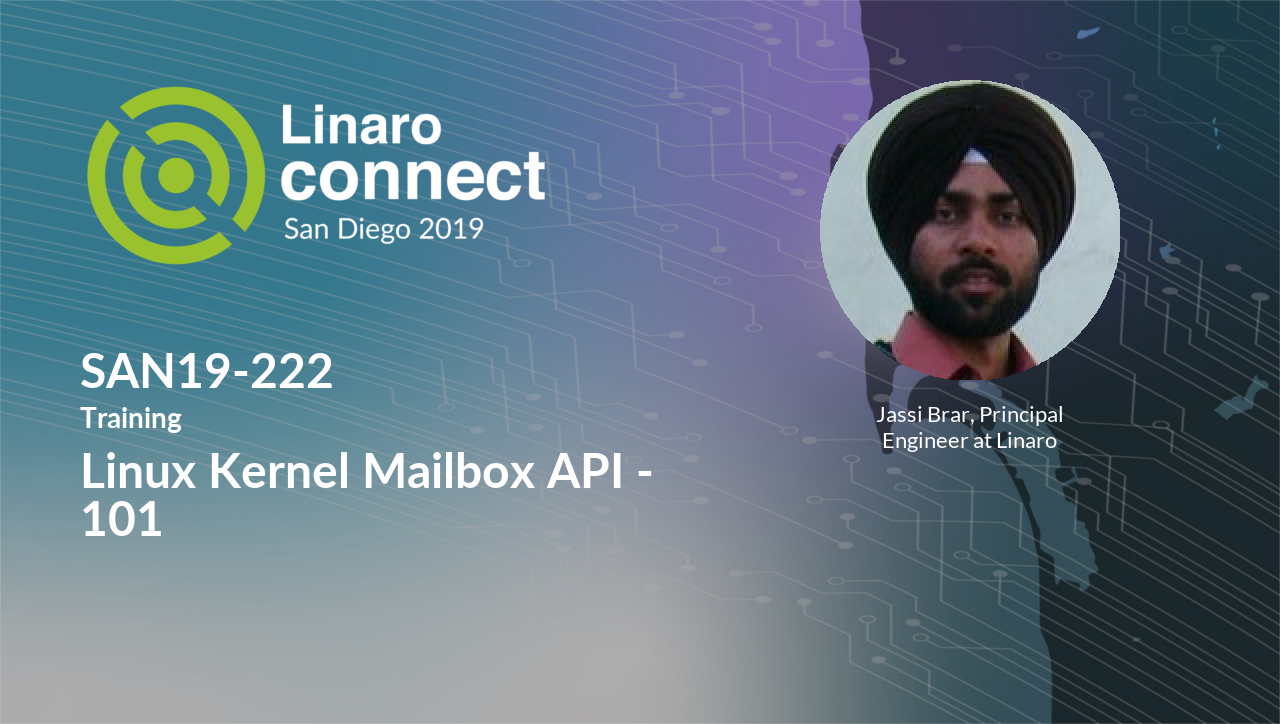 Linaro
connect
San Diego 2019
SAN19-222
Training
Linux Kernel Mailbox API -
101
Jassi Brar, Principal
Engineer at Linaro